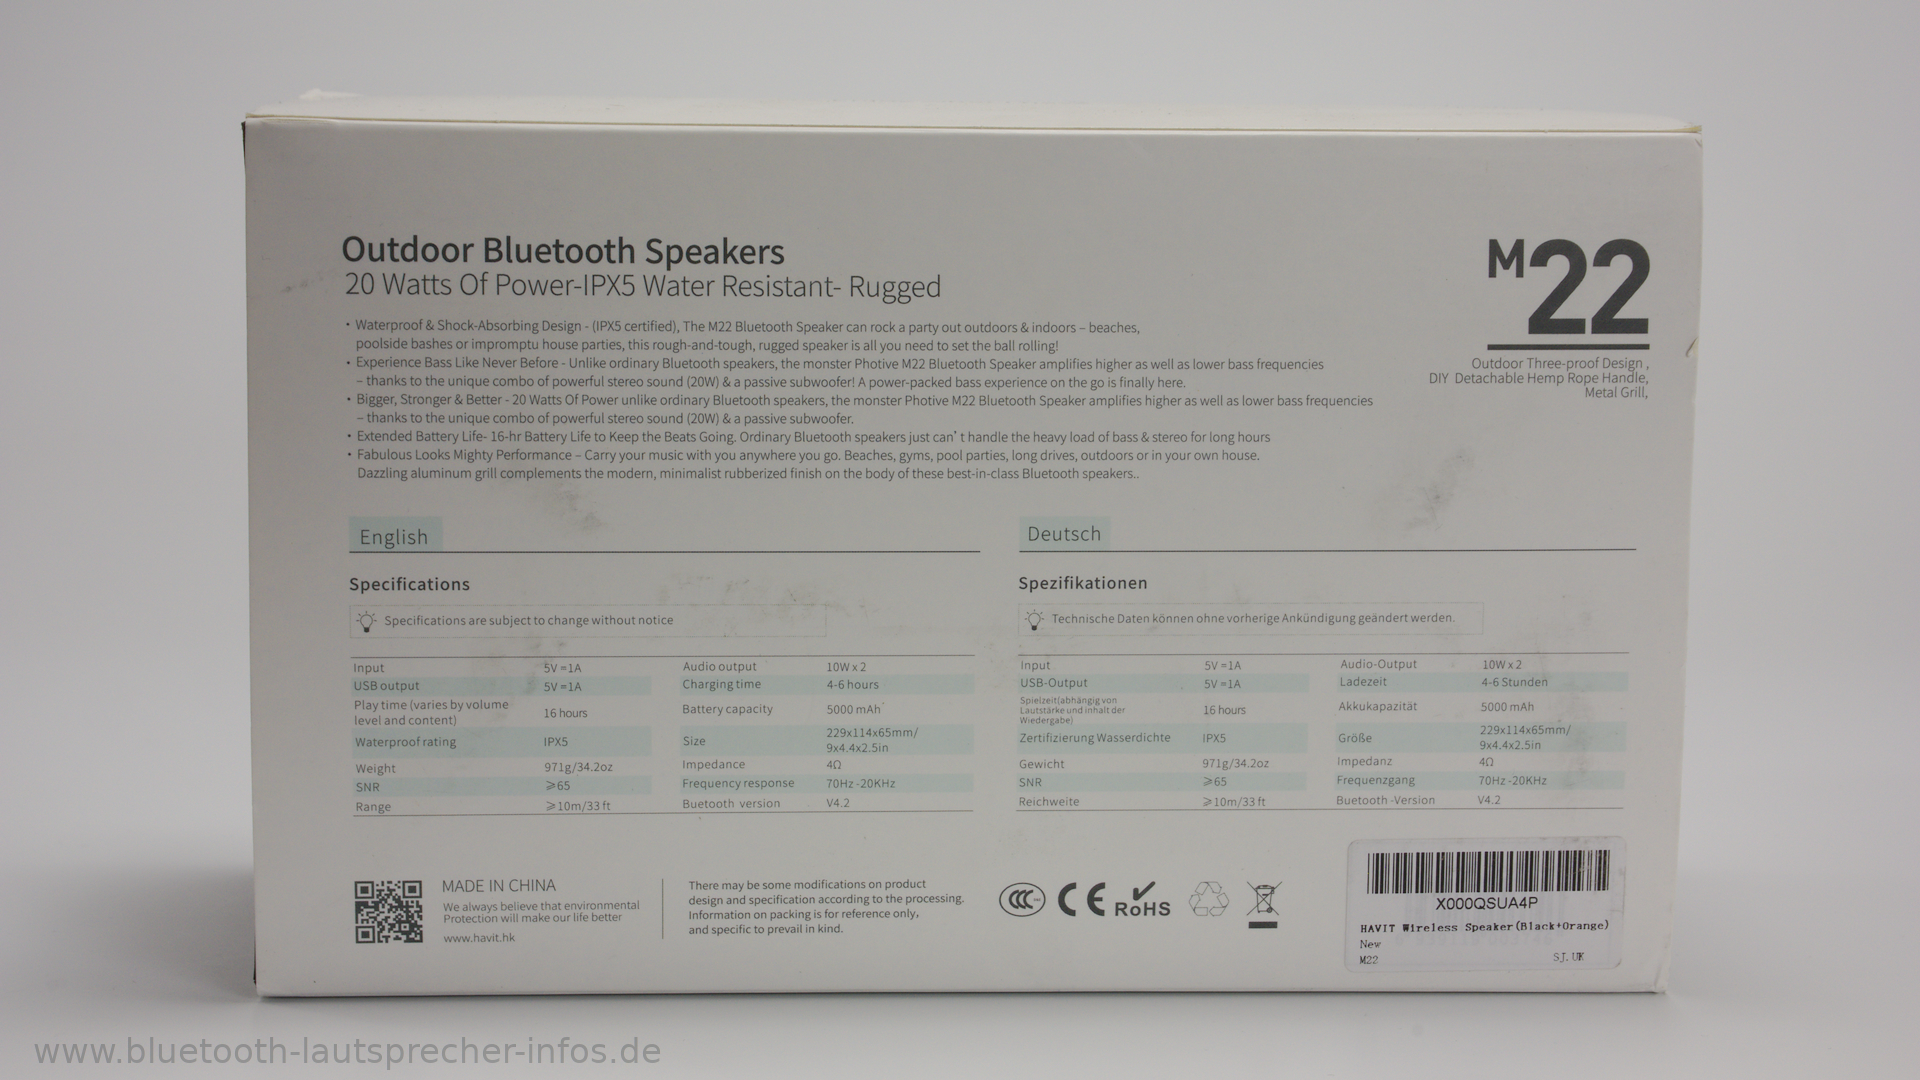 Outdoor Bluetooth Speakers
20 Watts Of Power-IPX5 Water Resistant- Rugged
• Waterproof & Shock-Absorbing Design - (IPX5 certified), The M22 Bluetooth Speaker can rock a party out outdoors & indoors – beaches,
poolside bashes or impromptu house parties, this rough-and-tough, rugged speaker is all you need to set the ball rolling!
• Experience Bass Like Never Before - Unlike ordinary Bluetooth speakers, the monster Photive M22 Bluetooth Speaker amplifies higher as well as lower bass frequencies
– thanks to the unique combo of powerful stereo sound (20W) & a passive subwoofer! A power-packed bass experience on the go is finally here.
• Bigger, Stronger & Better - 20 Watts Of Power unlike ordinary Bluetooth speakers, the monster Photive M22 Bluetooth Speaker amplifies higher as well as lower bass frequencies
– thanks to the unique combo of powerful stereo sound (20W) & a passive subwoofer.
• Extended Battery Life- 16-hr Battery Life to Keep the Beats Going. Ordinary Bluetooth speakers just can't handle the heavy load of bass & stereo for long hours
• Fabulous Looks Mighty Performance – Carry your music with you anywhere you go. Beaches, gyms, pool parties, long drives, outdoors or in your own house.
Dazzling aluminum grill complements the modern, minimalist rubberized finish on the body of these best-in-class Bluetooth speakers..
M22
Outdoor Three-proof Design ,
DIY Detachable Hemp Rope Handle,
Metal Grill,
English
Specifications
Specifications are subject to change without notice
Input 5V=1A Audio output 10W x 2
USB output 5V=1A Charging time 4-6 hours
Play time (varies by volume
level and content) 16 hours Battery capacity 5000 mAh
Waterproof rating IPX5 Size 229x114x65mm/
9x4.4x2.5in
Weight 971g/34.2oz Impedance 4Ω
SNR ⩾65 Frequency response 70Hz-20KHz
Range ⩾10m/33 ft Buetooth version V4.2
Deutsch
Spezifikationen
Technische Daten können ohne vorherige Ankündigung geändert werden.
Input 5V=1A Audio-Output 10W x 2
USB-Output 5V=1A Ladezeit 4-6 Stunden
Spielzeit(abhängig von
Lautstärke und inhalt der
Wiedergabe) 16 hours Akkukapazität 5000 mAh
Zertifizierung Wasserdichte IPX5 Größe 229x114x65mm/
9x4.4x2.5in
Gewicht 971g/34.2oz Impedanz 4Ω
SNR ⩾65 Frequenzgang 70Hz-20KHz
Reichweite ⩾10m/33 ft Buetooth-Version V4.2
MADE IN CHINA
We always believe that environmental
Protection will make our life better
www.havit.hk
There may be some modifications on product
design and specification according to the processing.
Information on packing is for reference only,
and specific to prevail in kind.
CCC CE RoHS
X000QSUA4P
HAVIT Wireless Speaker(Black+Orange)
New
M22 SJ. UK
www.bluetooth-lautsprecher-infos.de